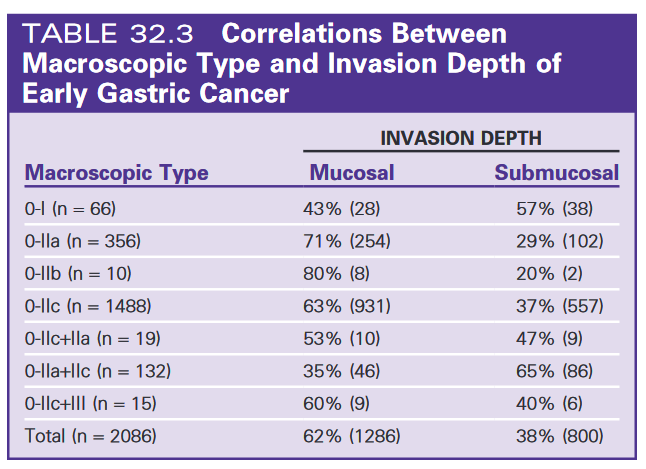 TABLE 32.3 Correlations Between
Macroscopic Type and Invasion Depth of
Early Gastric Cancer
INVASION DEPTH
Macroscopic Type Mucosal Submucosal
0-I (n = 66) 43% (28) 57% (38)
0-IIa (n = 356) 71% (254) 29% (102)
0-IIb (n = 10) 80% (8) 20% (2)
0-IIc (n = 1488) 63% (931) 37% (557)
0-IIc+IIa (n = 19) 53% (10) 47% (9)
0-IIa+IIc (n = 132) 35% (46) 65% (86)
0-IIc+III (n = 15) 60% (9) 40% (6)
Total (n = 2086) 62% (1286) 38% (800)